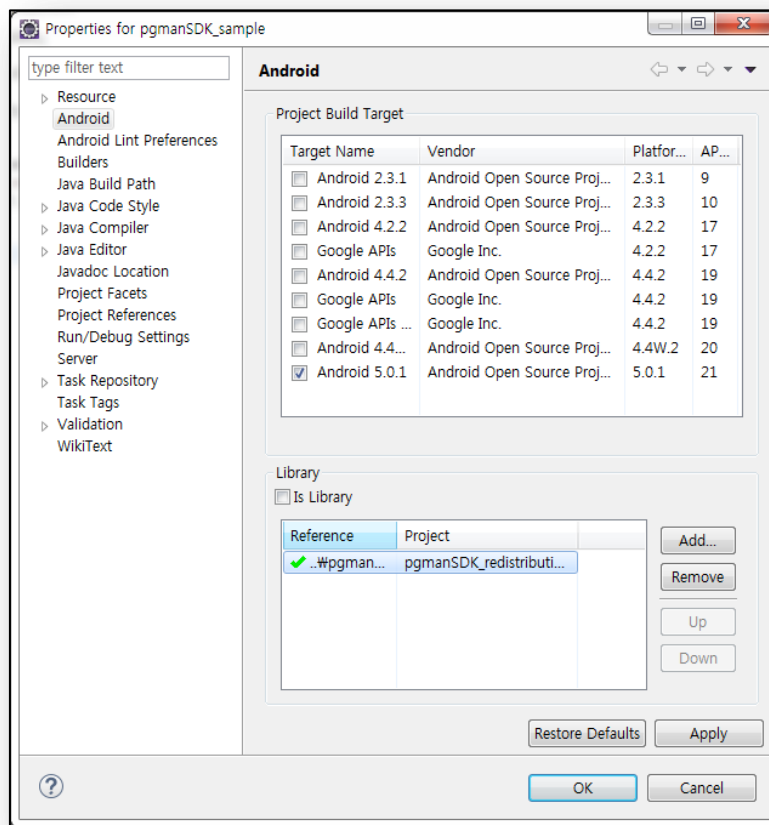 Properties for pgmanSDK_sample
type filter text
Resource
Android
Android Lint Preferences
Builders
Java Build Path
Java Code Style
Java Compiler
Java Editor
Javadoc Location
Project Facets
Project References
Run/Debug Settings
Server
Task Repository
Task Tags
Validation
WikiText
Android
Project Build Target
Target Name Vendor Platfor... AP...
Android 2.3.1 Android Open Source Proj... 2.3.1 9
Android 2.3.3 Android Open Source Proj... 2.3.3 10
Android 4.2.2 Android Open Source Proj... 4.2.2 17
Google APIs Google Inc. 4.2.2 17
Android 4.4.2 Android Open Source Proj... 4.4.2 19
Google APIs Google Inc. 4.4.2 19
Google APIs ... Google Inc. 4.4.2 19
Android 4.4... Android Open Source Proj... 4.4W.2 20
Android 5.0.1 Android Open Source Proj... 5.0.1 21
Library
Is Library
Reference Project
..₩pgman... pgmanSDK_redistributi...
Add...
Remove
Up
Down
Restore Defaults Apply
? OK Cancel